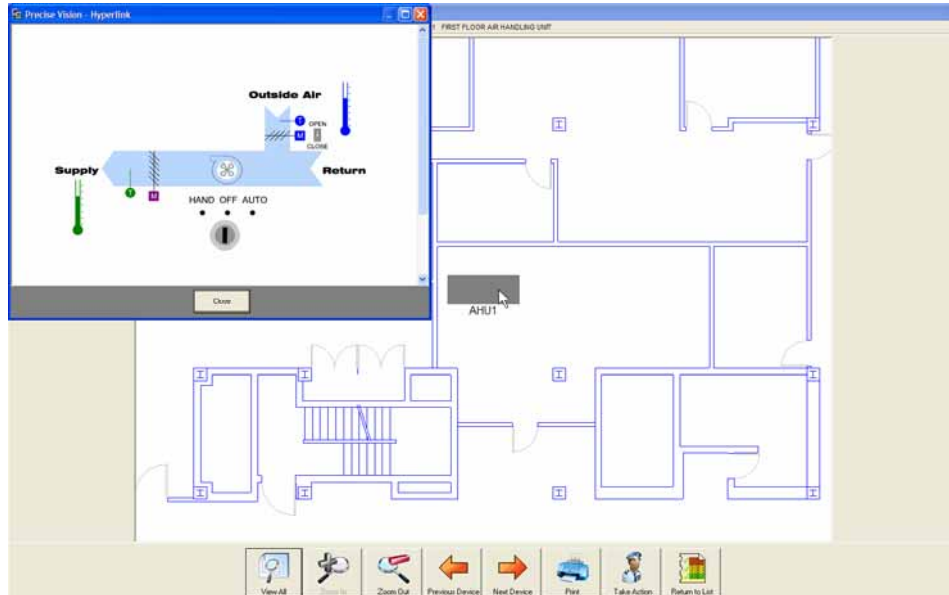 Precise Vision - Hyperlink
FIRST FLOOR AIR HANDLING UNIT
Outside Air
T
OPEN
M
CLOSE
Supply
Return
T
M
HAND OFF AUTO
Close
AHU1
View All
Zoom In
Zoom Out
Previous Device
Next Device
Print
Take Action
Return to List